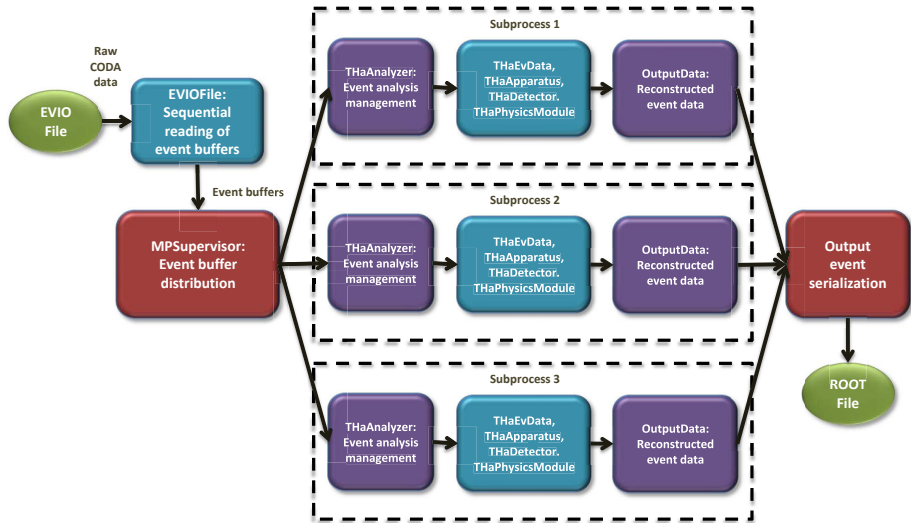 Raw
CODA
data
EVIO
File
EVIOFile:
Sequential
reading of
event buffers
Event buffers
MPSupervisor:
Event buffer
distribution
Subprocess 1
THaAnalyzer:
Event analysis
management
THaEvData,
THaApparatus,
THaDetector.
THaPhysicsModule
OutputData:
Reconstructed
event data
Subprocess 2
THaAnalyzer:
Event analysis
management
THaEvData,
THaApparatus,
THaDetector.
THaPhysicsModule
OutputData:
Reconstructed
event data
Subprocess 3
THaAnalyzer:
Event analysis
management
THaEvData,
THaApparatus,
THaDetector.
THaPhysicsModule
OutputData:
Reconstructed
event data
Output
event
serialization
ROOT
File